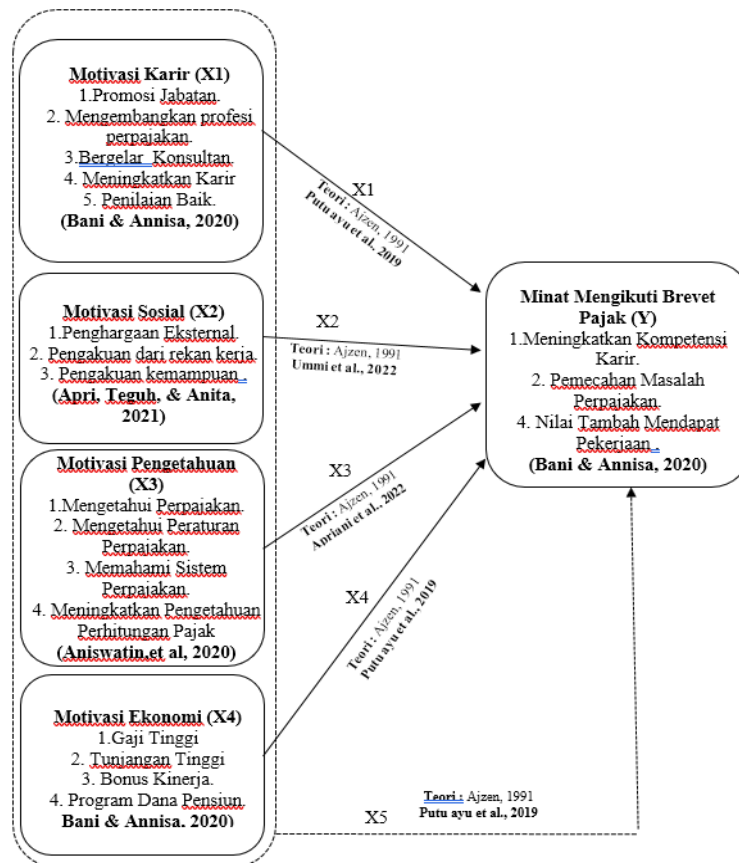 Motivasi Karir (X1)
1.Promosi Jabatan.
2. Mengembangkan profesi
perpajakan.
3.Bergelar Konsultan.
4. Meningkatkan Karir
5. Penilaian Baik.
(Bani & Annisa, 2020)
X1
Teori : Ajzen, 1991
Putu ayu et al., 2019
Motivasi Sosial (X2)
1.Penghargaan Eksternal.
2. Pengakuan dari rekan kerja.
3. Pengakuan kemampuan .
(Apri, Teguh, & Anita,
2021)
X2
Teori : Ajzen, 1991
Ummi et al., 2022
Motivasi Pengetahuan
(X3)
1.Mengetahui Perpajakan.
2. Mengetahui Peraturan
Perpajakan.
3. Memahami Sistem
Perpajakan.
4. Meningkatkan Pengetahuan
Perhitungan Pajak
(Aniswatin,et al, 2020)
X3
Teori : Ajzen, 1991
Apriani et al., 2022
Motivasi Ekonomi (X4)
1.Gaji Tinggi
2. Tunjangan Tinggi
3. Bonus Kinerja.
4. Program Dana Pensiun.
Bani & Annisa, 2020)
X4
Teori : Ajzen, 1991
Putu ayu et al., 2019
Minat Mengikuti Brevet
Pajak (Y)
1.Meningkatkan Kompetensi
Karir.
2. Pemecahan Masalah
Perpajakan.
4. Nilai Tambah Mendapat
Pekerjaan .
(Bani & Annisa, 2020)
X5
Teori : Ajzen, 1991
Putu ayu et al., 2019